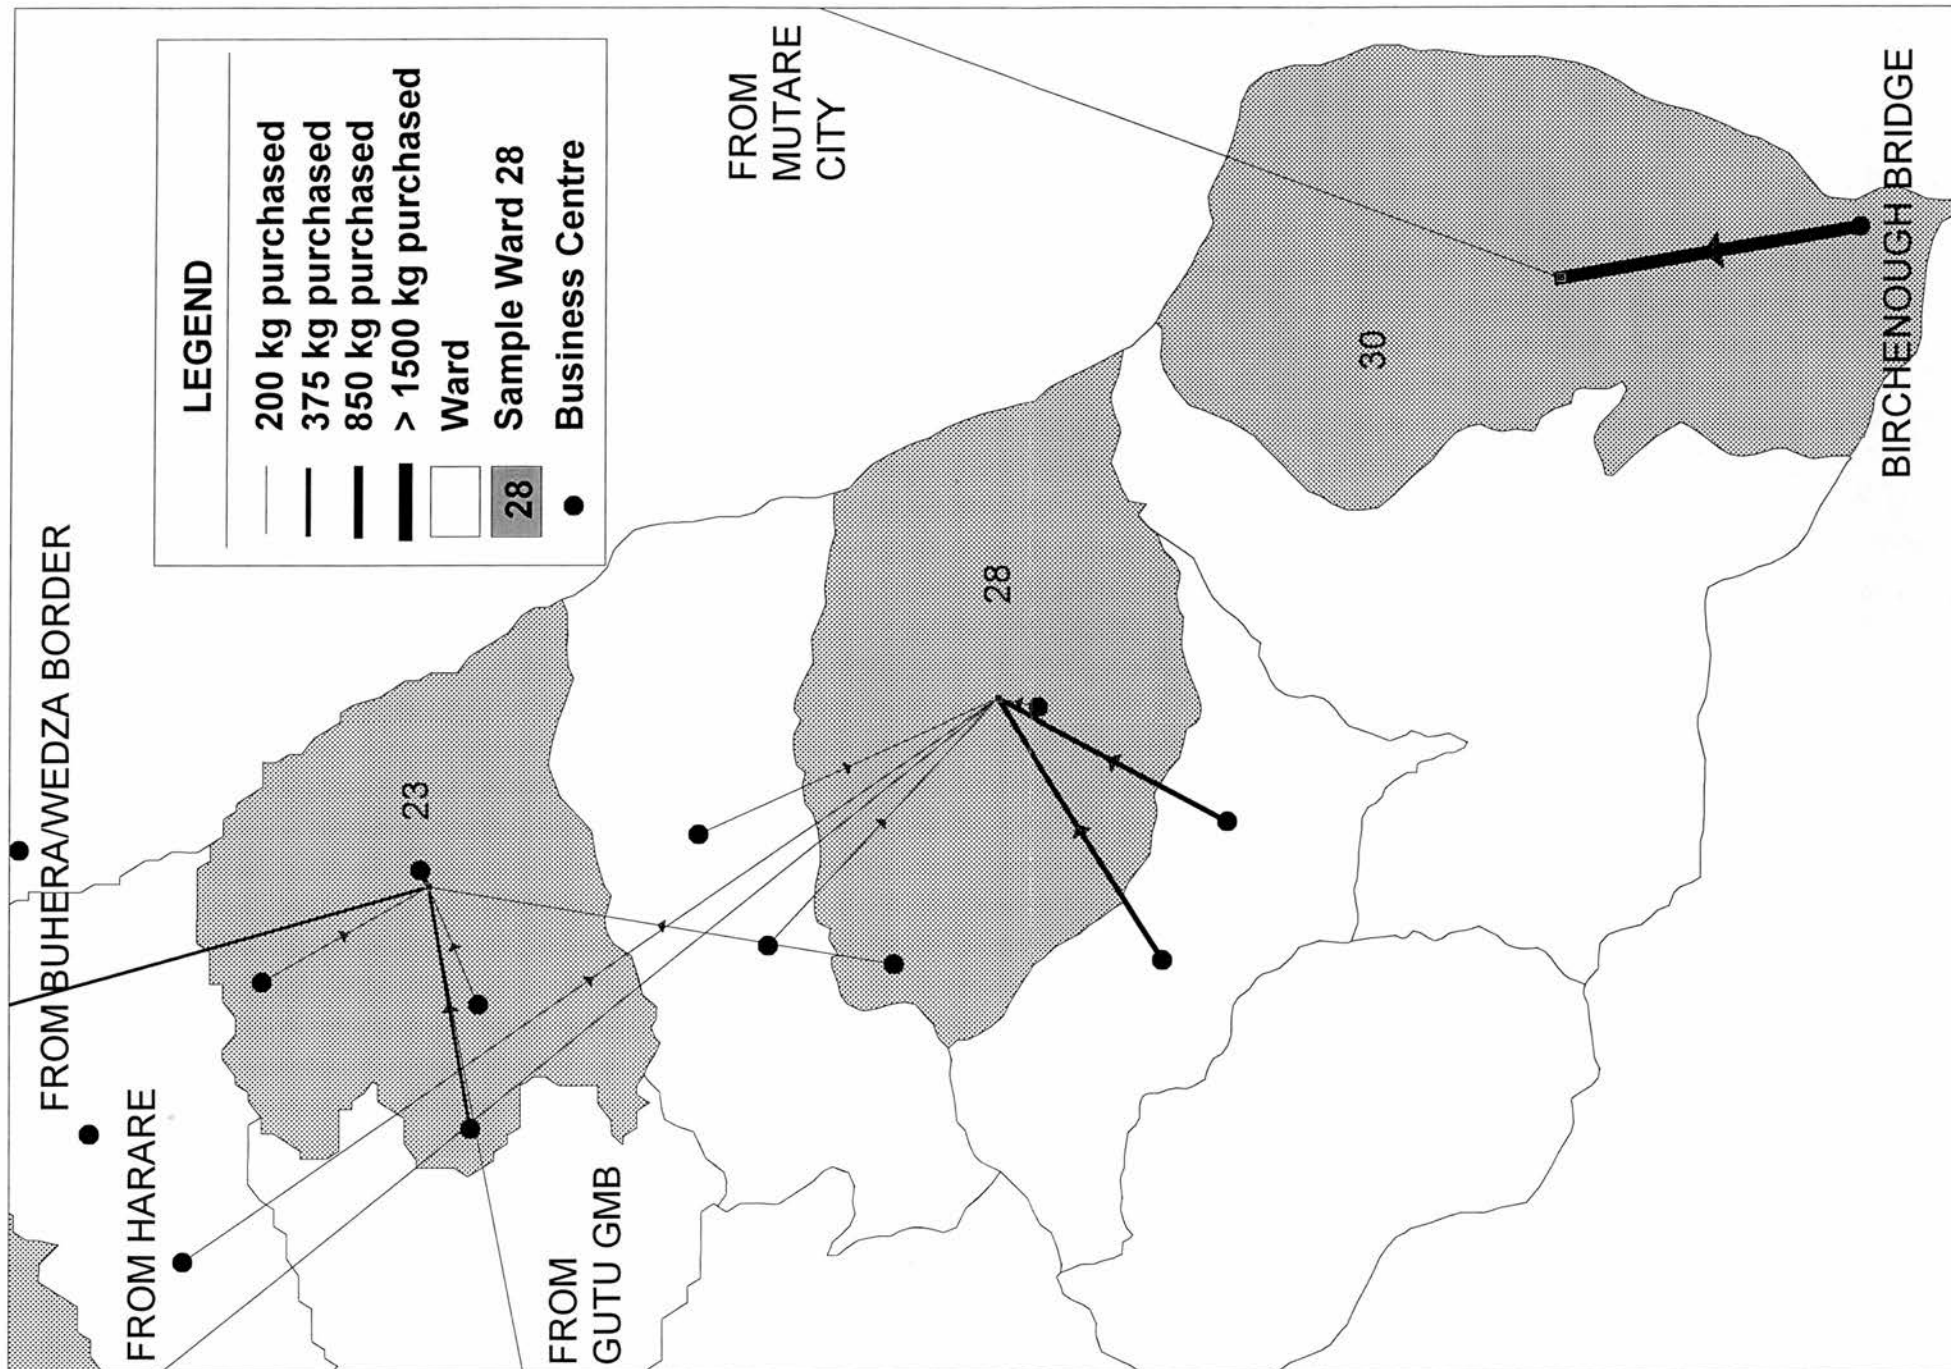 FROM BUHERA/WEDZA BORDER
FROM HARARE
FROM
GUTU GMB
23
28
30
FROM
MUTARE
CITY
BIRCHENOUGH BRIDGE
LEGEND
200 kg purchased
375 kg purchased
850 kg purchased
> 1500 kg purchased
Ward
28 Sample Ward 28
Business Centre